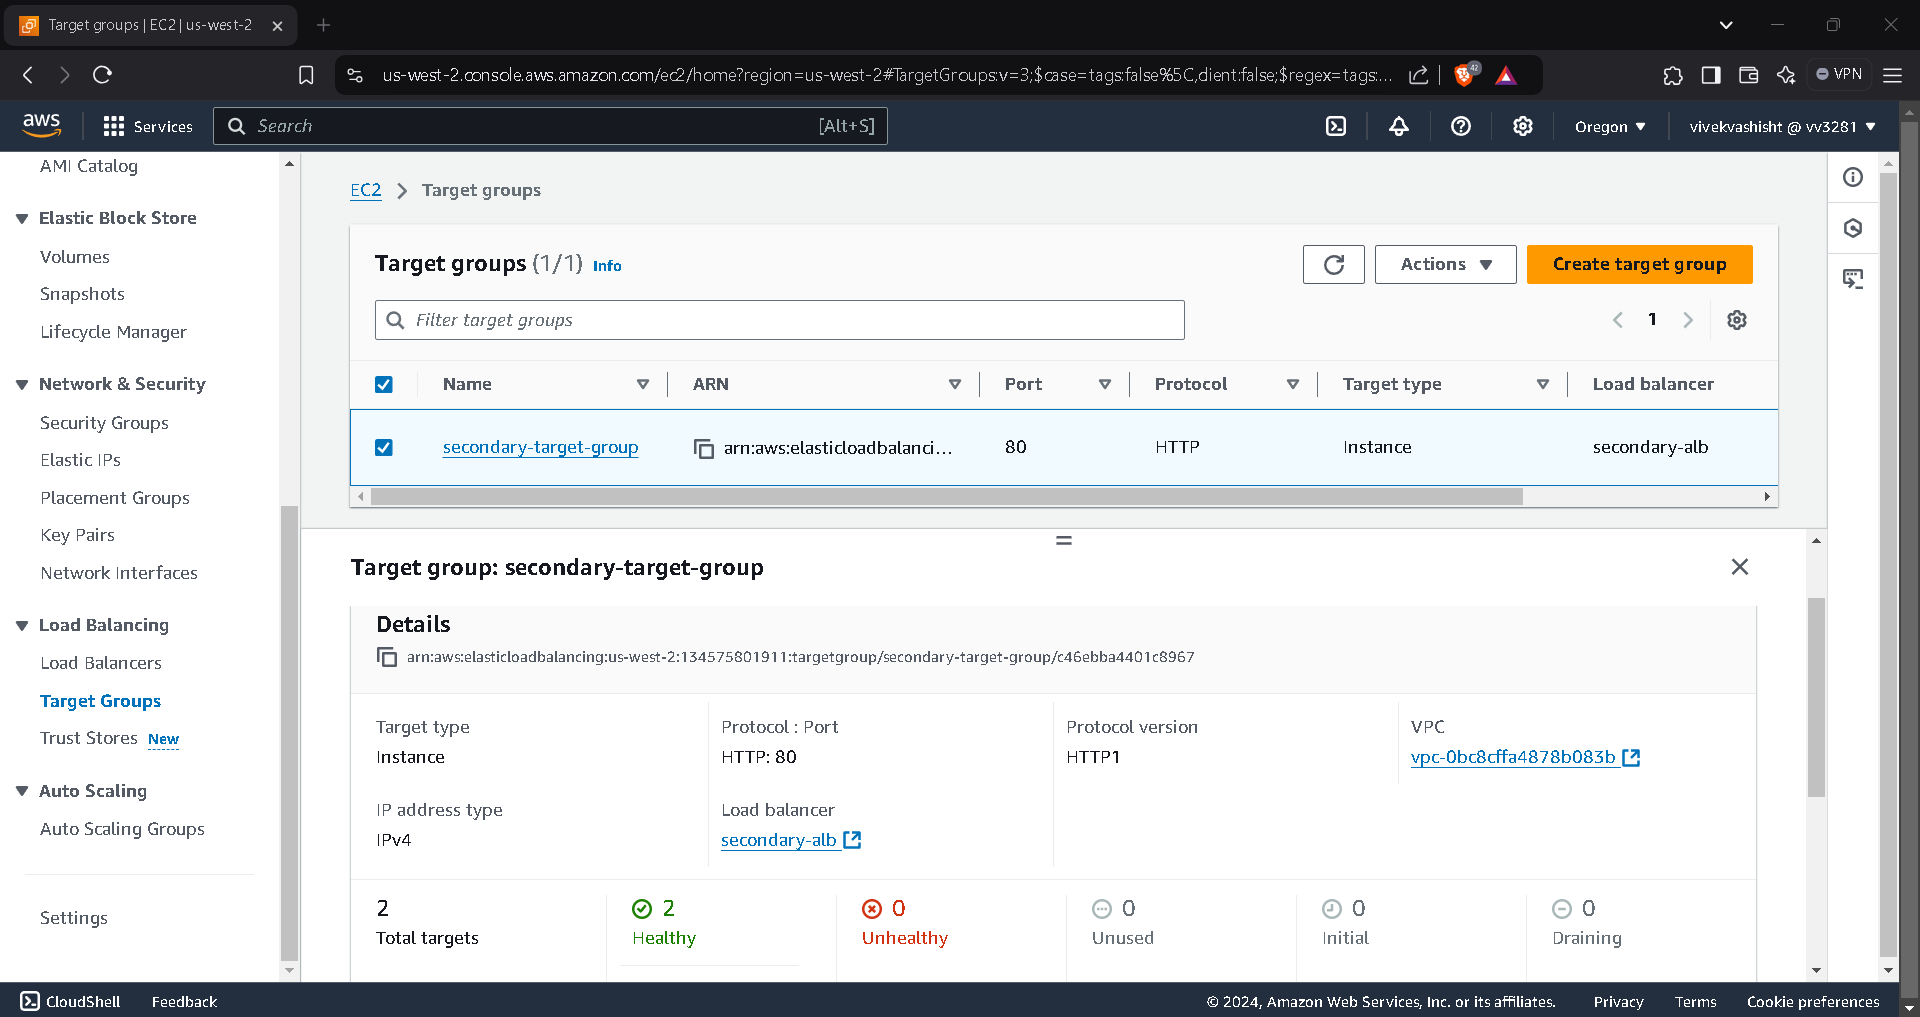 Target groups | EC2 | us-west-2
us-west-2.console.aws.amazon.com/ec2/home?region=us-west-2#TargetGroups:v=3;$case=tags:false%5C,client:false;$regex=tags:...
42
VPN
aws
Services
Search
[Alt+S]
Oregon
vivekvashisht @ vv3281
AMI Catalog
Elastic Block Store
Volumes
Snapshots
Lifecycle Manager
Network & Security
Security Groups
Elastic IPs
Placement Groups
Key Pairs
Network Interfaces
Load Balancing
Load Balancers
Target Groups
Trust Stores New
Auto Scaling
Auto Scaling Groups
Settings
EC2 Target groups
Target groups (1/1) Info
Actions
Create target group
Filter target groups
1
Name ARN Port Protocol Target type Load balancer
secondary-target-group arn:aws:elasticloadbalanci... 80 HTTP Instance secondary-alb
Target group: secondary-target-group
Details
arn:aws:elasticloadbalancing:us-west-2:134575801911:targetgroup/secondary-target-group/c46ebba4401c8967
Target type
Instance
Protocol : Port
HTTP: 80
Protocol version
HTTP1
VPC
vpc-0bc8cffa4878b083b
IP address type
IPv4
Load balancer
secondary-alb
2
Total targets
2
Healthy
0
Unhealthy
0
Unused
0
Initial
0
Draining
CloudShell Feedback
© 2024, Amazon Web Services, Inc. or its affiliates. Privacy Terms Cookie preferences